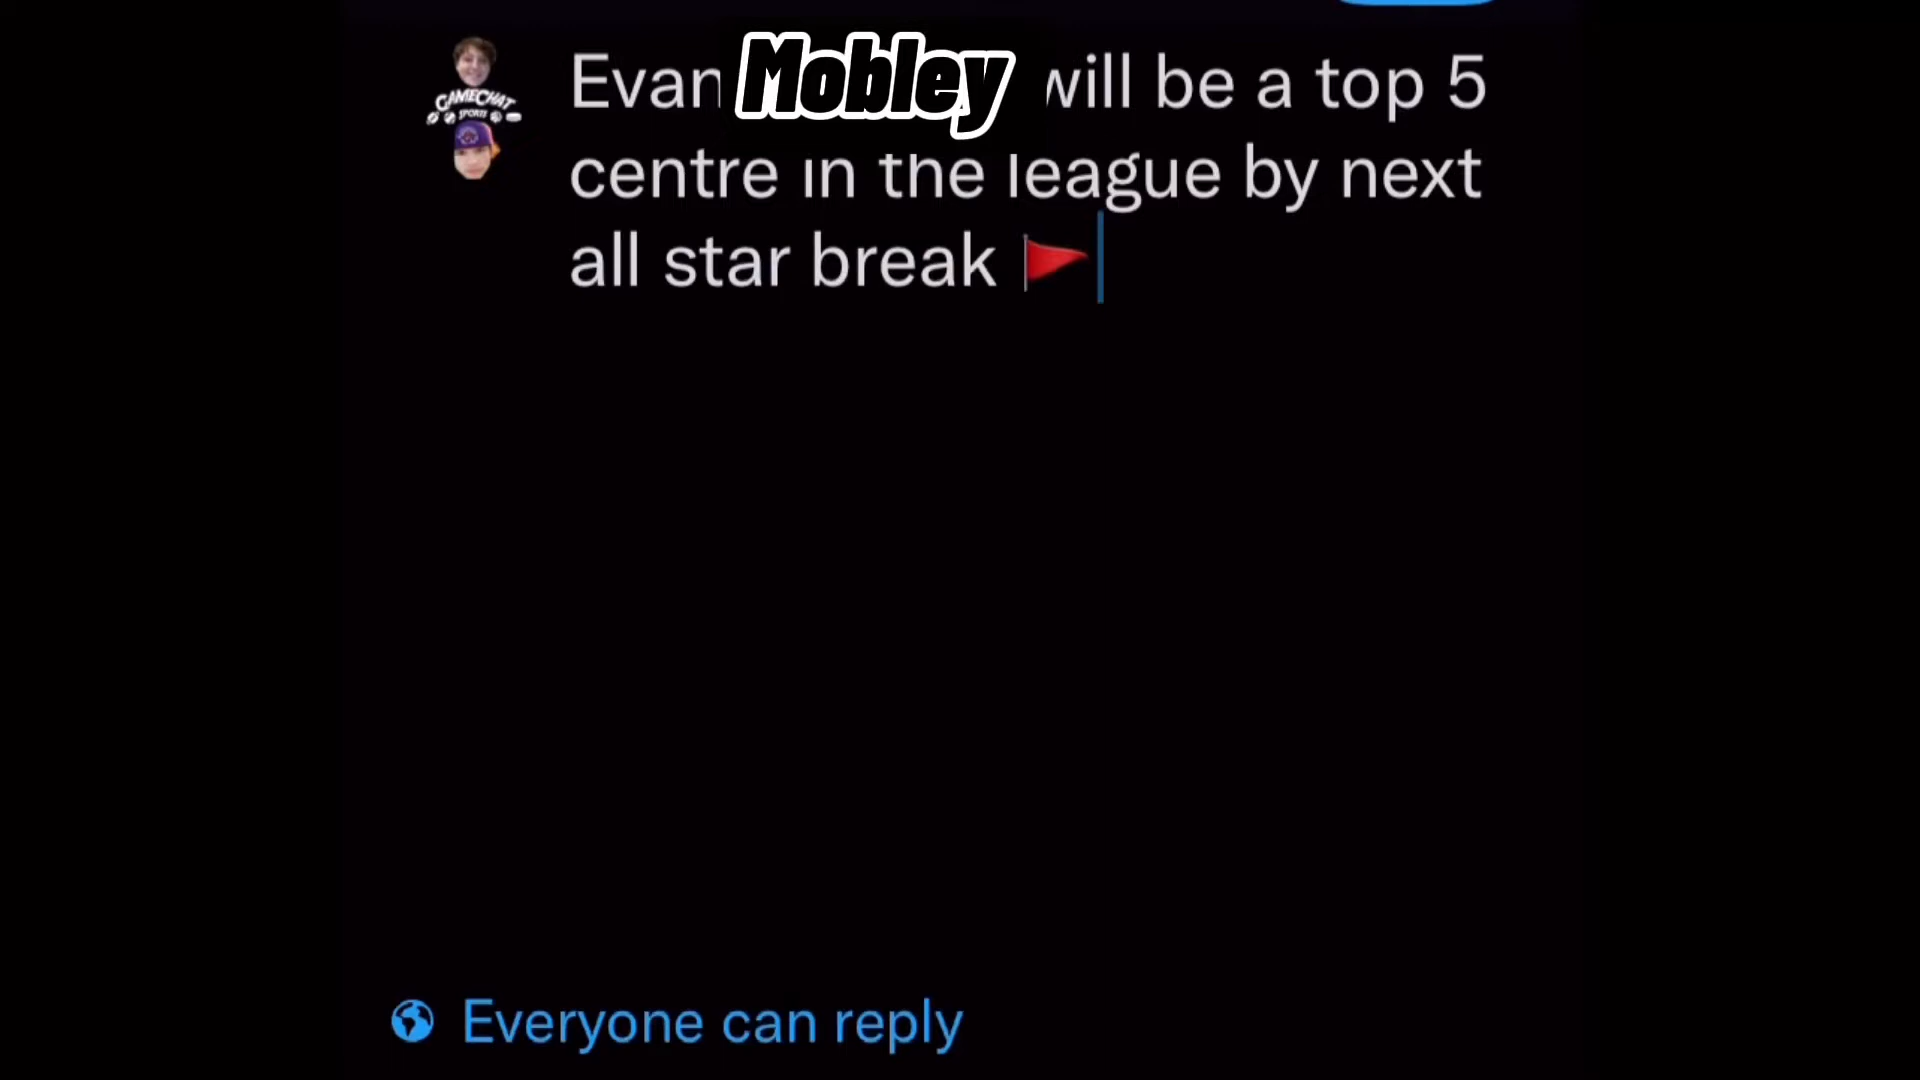 GAMECHAT
SPORTS
Evan Mobley will be a top 5
centre in the league by next
all star break 🚩
Everyone can reply